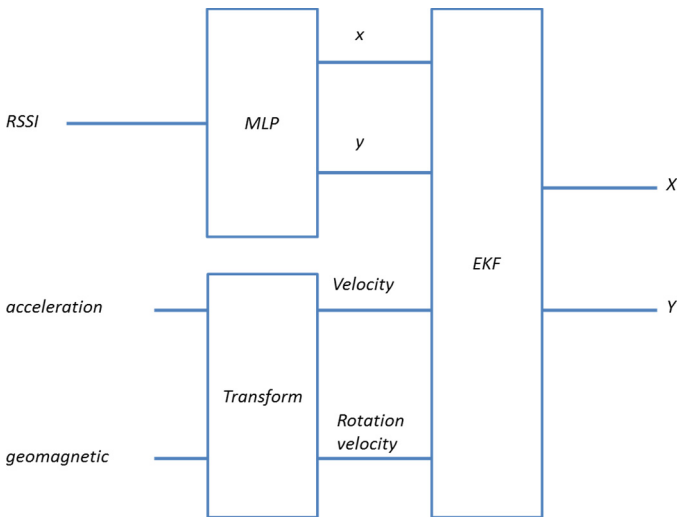 x
RSSI
MLP
y
X
EKF
Velocity
acceleration
Y
Transform
Rotation
velocity
geomagnetic